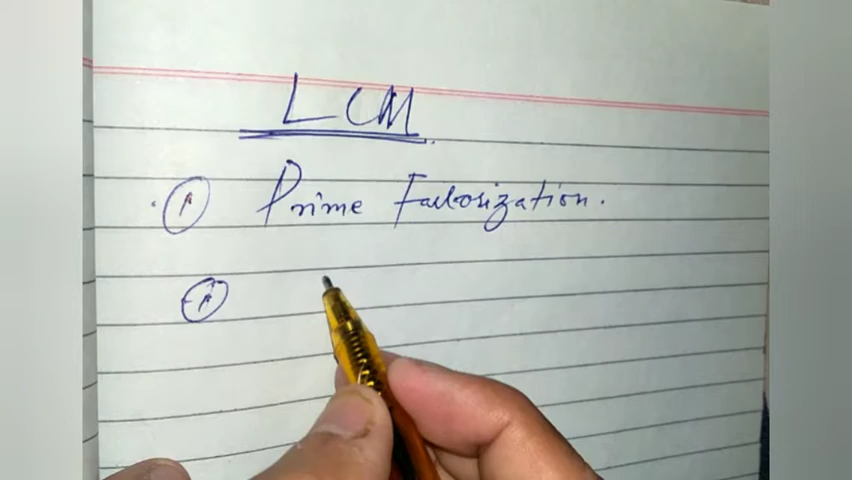 LCM
① Prime Factorization.